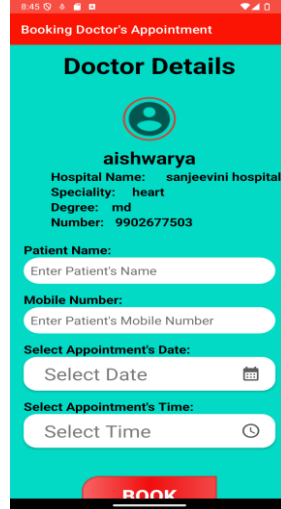 8:45
Booking Doctor's Appointment
Doctor Details
aishwarya
Hospital Name: sanjeevini hospital
Speciality: heart
Degree: md
Number: 9902677503
Patient Name:
Enter Patient's Name
Mobile Number:
Enter Patient's Mobile Number
Select Appointment's Date:
Select Date
Select Appointment's Time:
Select Time
BOOK